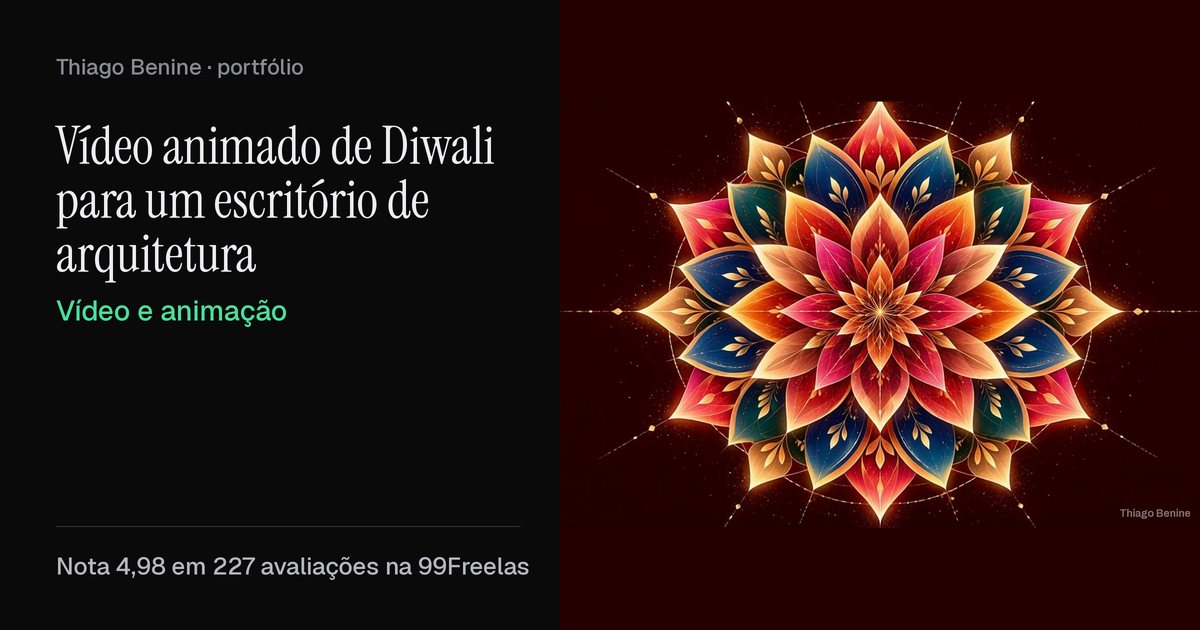 Thiago Benine · portfólio
Vídeo animado de Diwali
para um escritório de
arquitetura
Vídeo e animação
Nota 4,98 em 227 avaliações na 99Freelas
Thiago Benine